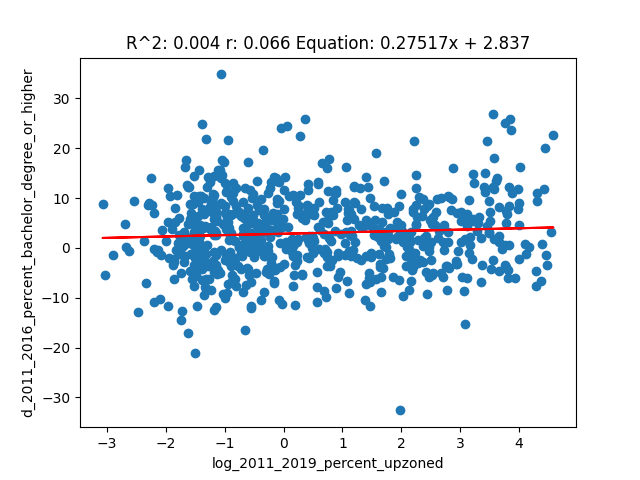 R^2: 0.004 r: 0.066 Equation: 0.27517x + 2.837
d_2011_2016_percent_bachelor_degree_or_higher
30
20
10
0
−10
−20
−30
−3 −2 −1 0 1 2 3 4
log_2011_2019_percent_upzoned